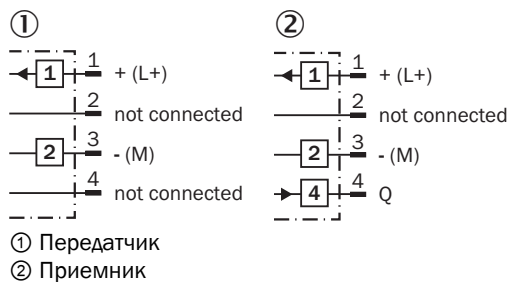 ① ②
1 1 + (L+)
2 not connected
2 3 - (M)
4 not connected
1 1 + (L+)
2 not connected
2 3 - (M)
4 4 Q
① Передатчик
② Приемник